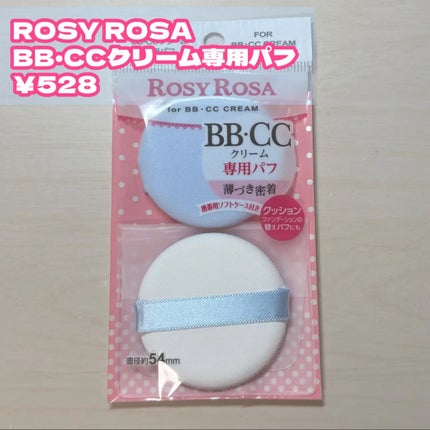 ROSY ROSA
BB·CCクリーム専用パフ
¥528
FOR
BB·CC CREAM
ROSY ROSA
for BB·CC CREAM
BB·CC
クリーム
専用パフ
薄づき密着
携帯用ソフトケース付き
クッション
ファンデーションの
替えパフにも
直径約54mm